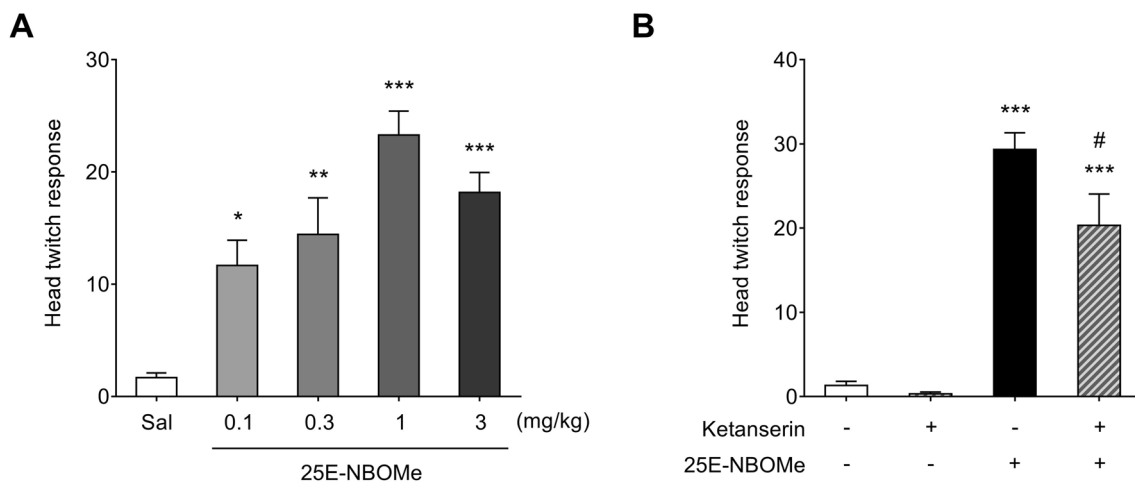 A
Head twitch response
30
20
10
0
*
**
***
***
Sal 0.1 0.3 1 3 (mg/kg)
25E-NBOMe
B
Head twitch response
40
30
20
10
0
***
#
***
Ketanserin - + - +
25E-NBOMe - - + +